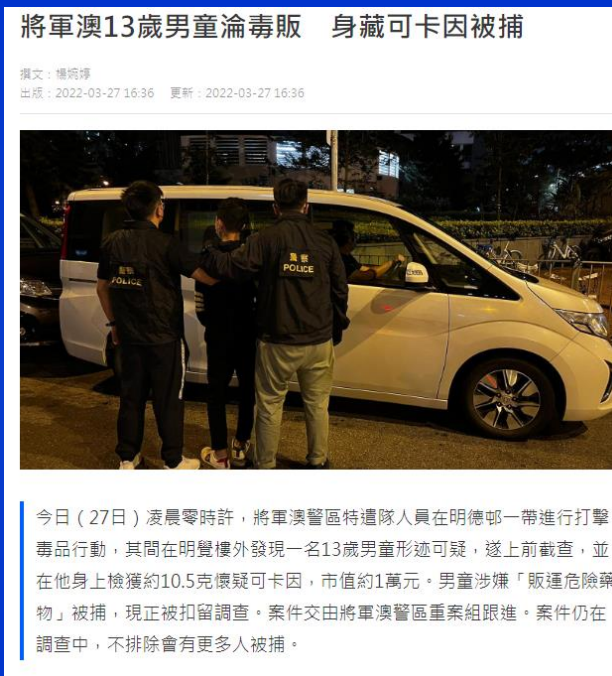 將軍澳13歲男童淪毒販　身藏可卡因被捕
撰文：楊婉婷
出版：2022-03-27 16:36　更新：2022-03-27 16:36
警察
POLICE
警察
POLICE
今日（27日）凌晨零時許，將軍澳警區特遣隊人員在明德邨一帶進行打擊
毒品行動，其間在明覺樓外發現一名13歲男童形迹可疑，遂上前截查，並
在他身上檢獲約10.5克懷疑可卡因，市值約1萬元。男童涉嫌「販運危險藥
物」被捕，現正被扣留調查。案件交由將軍澳警區重案組跟進。案件仍在
調查中，不排除會有更多人被捕。